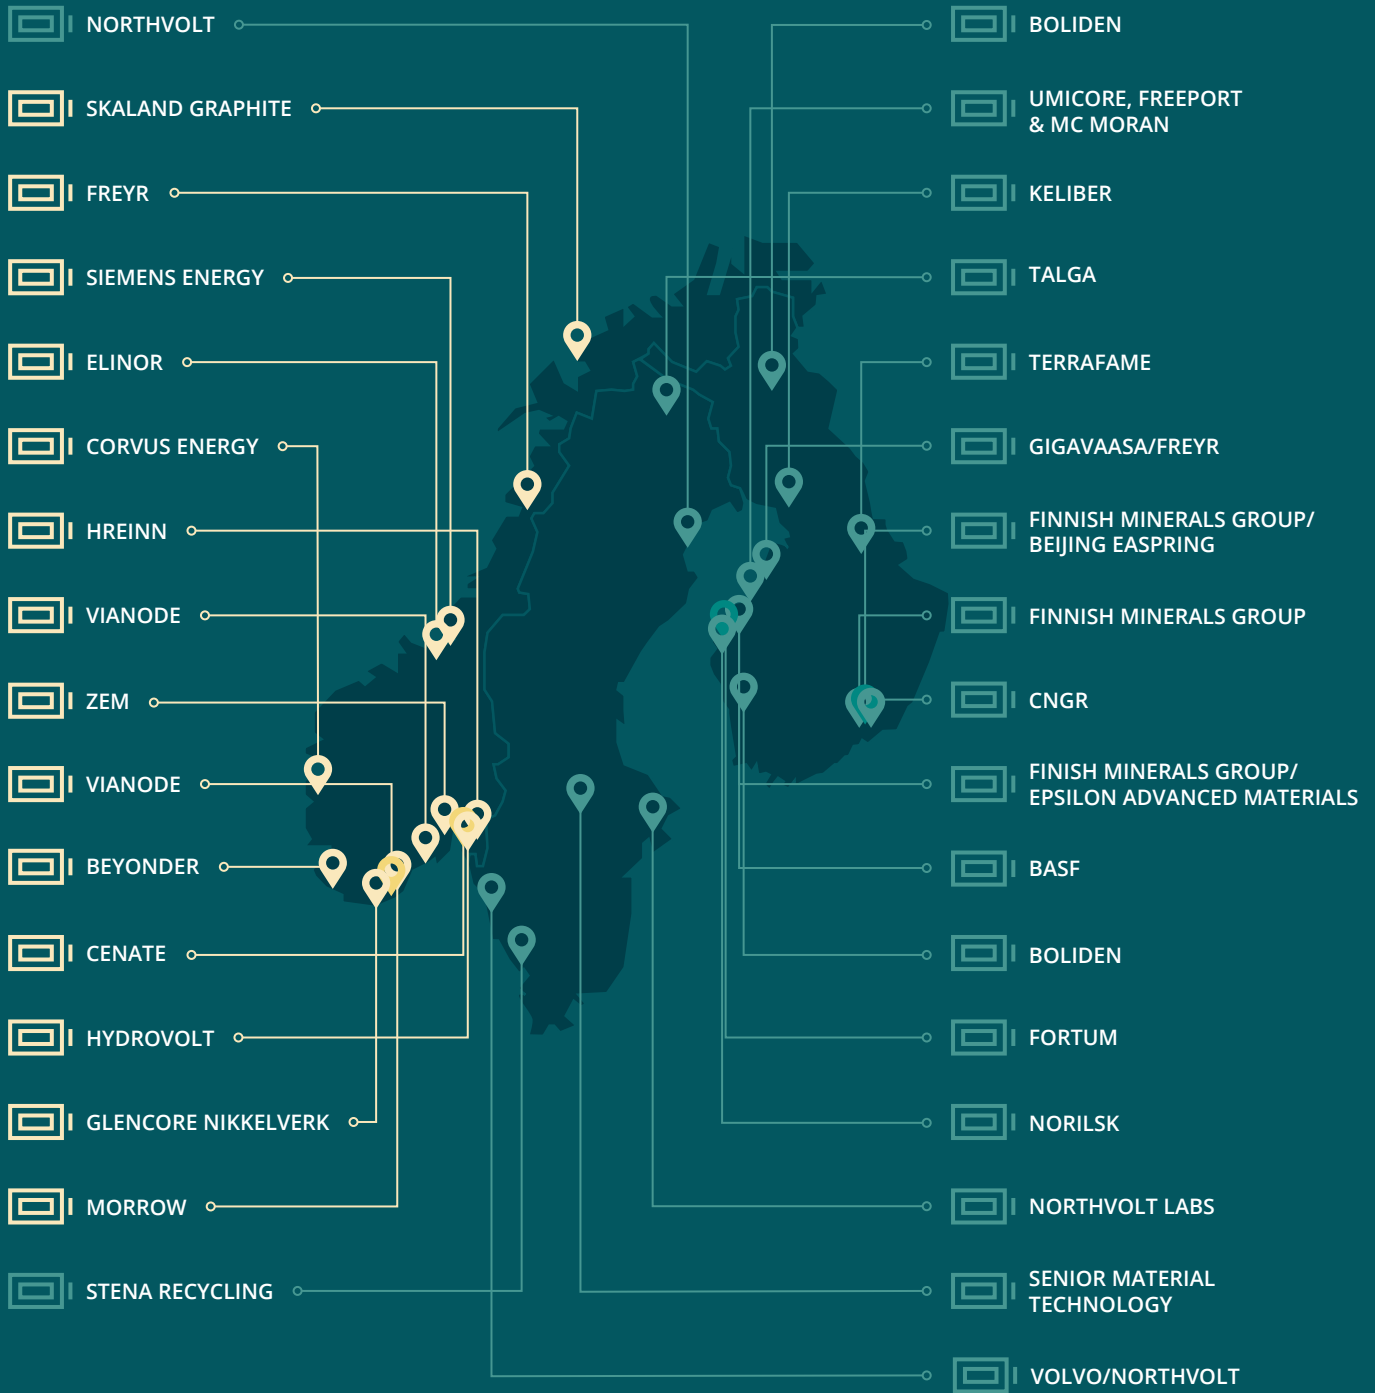 NORTHVOLT
SKALAND GRAPHITE
FREYR
SIEMENS ENERGY
ELINOR
CORVUS ENERGY
HREINN
VIANODE
ZEM
VIANODE
BEYONDER
CENATE
HYDROVOLT
GLENCORE NIKKELVERK
MORROW
STENA RECYCLING
BOLIDEN
UMICORE, FREEPORT
& MC MORAN
KELIBER
TALGA
TERRAFAME
GIGAVAASA/FREYR
FINNISH MINERALS GROUP/
BEIJING EASPRING
FINNISH MINERALS GROUP
CNGR
FINISH MINERALS GROUP/
EPSILON ADVANCED MATERIALS
BASF
BOLIDEN
FORTUM
NORILSK
NORTHVOLT LABS
SENIOR MATERIAL
TECHNOLOGY
VOLVO/NORTHVOLT